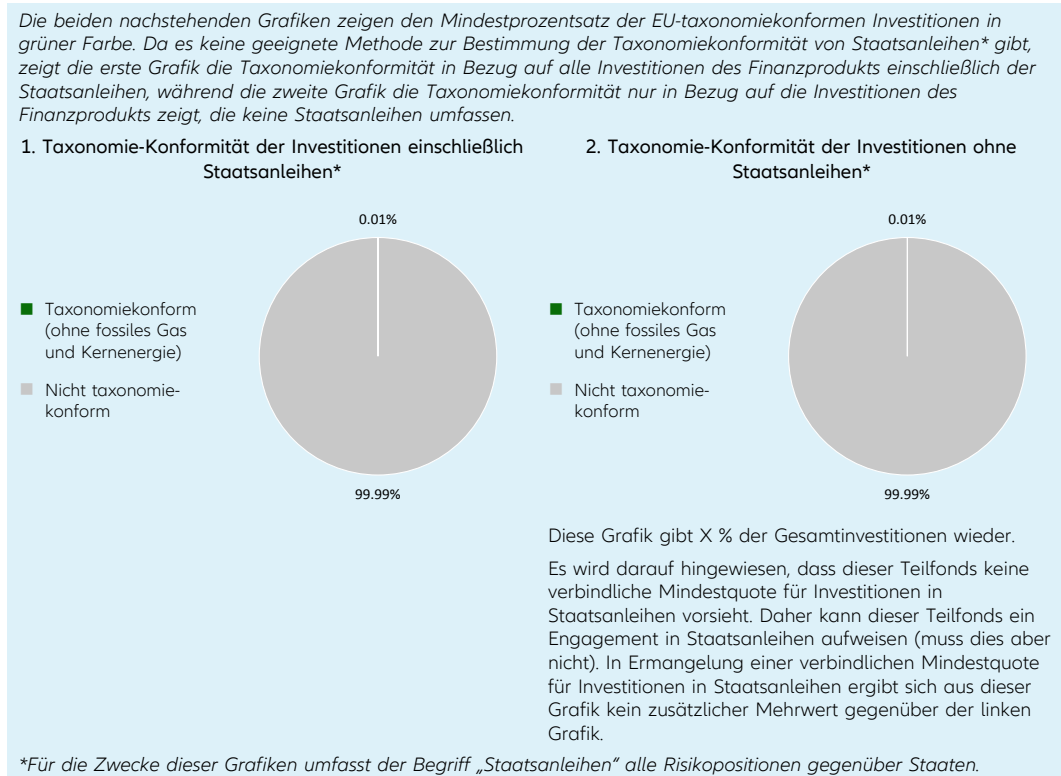 Die beiden nachstehenden Grafiken zeigen den Mindestprozentsatz der EU-taxonomiekonformen Investitionen in
grüner Farbe. Da es keine geeignete Methode zur Bestimmung der Taxonomiekonformität von Staatsanleihen* gibt,
zeigt die erste Grafik die Taxonomiekonformität in Bezug auf alle Investitionen des Finanzprodukts einschließlich der
Staatsanleihen, während die zweite Grafik die Taxonomiekonformität nur in Bezug auf die Investitionen des
Finanzprodukts zeigt, die keine Staatsanleihen umfassen.
1. Taxonomie-Konformität der Investitionen einschließlich
Staatsanleihen*
0.01%
Taxonomiekonform
(ohne fossiles Gas
und Kernenergie)
Nicht taxonomie-
konform
99.99%
2. Taxonomie-Konformität der Investitionen ohne
Staatsanleihen*
0.01%
Taxonomiekonform
(ohne fossiles Gas
und Kernenergie)
Nicht taxonomie-
konform
99.99%
Diese Grafik gibt X % der Gesamtinvestitionen wieder.
Es wird darauf hingewiesen, dass dieser Teilfonds keine
verbindliche Mindestquote für Investitionen in
Staatsanleihen vorsieht. Daher kann dieser Teilfonds ein
Engagement in Staatsanleihen aufweisen (muss dies aber
nicht). In Ermangelung einer verbindlichen Mindestquote
für Investitionen in Staatsanleihen ergibt sich aus dieser
Grafik kein zusätzlicher Mehrwert gegenüber der linken
Grafik.
*Für die Zwecke dieser Grafiken umfasst der Begriff „Staatsanleihen" alle Risikopositionen gegenüber Staaten.